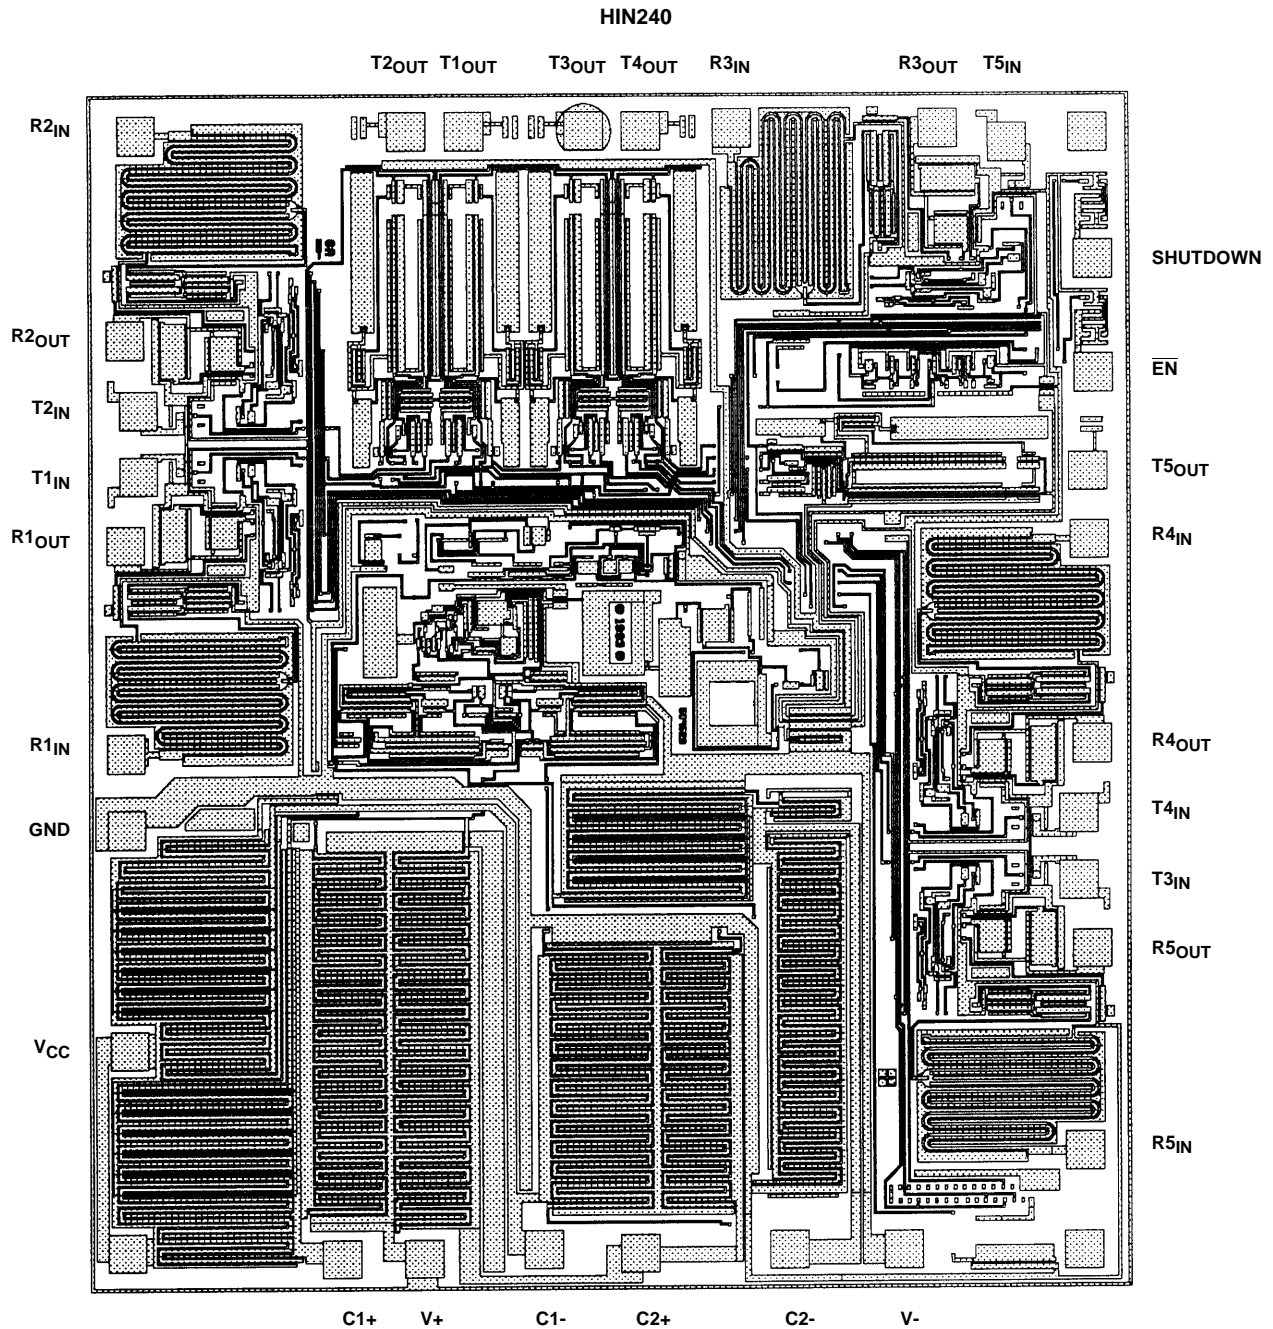 HIN240
T2OUT T1OUT T3OUT T4OUT R3IN R3OUT T5IN
R2IN
SHUTDOWN
R2OUT
EN
T2IN
T5OUT
T1IN
R4IN
R1OUT
© 1993 ©
R1IN
R4OUT
T4IN
GND
T3IN
R5OUT
VCC
R5IN
C1+ V+ C1- C2+ C2- V-